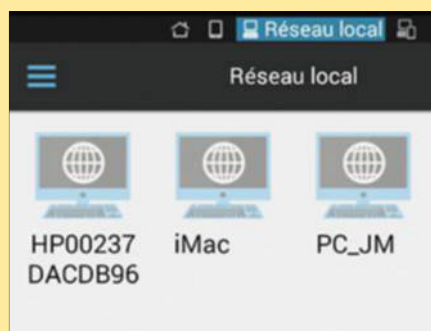 Réseau local
Réseau local
HP00237
DACDB96
iMac
PC_JM